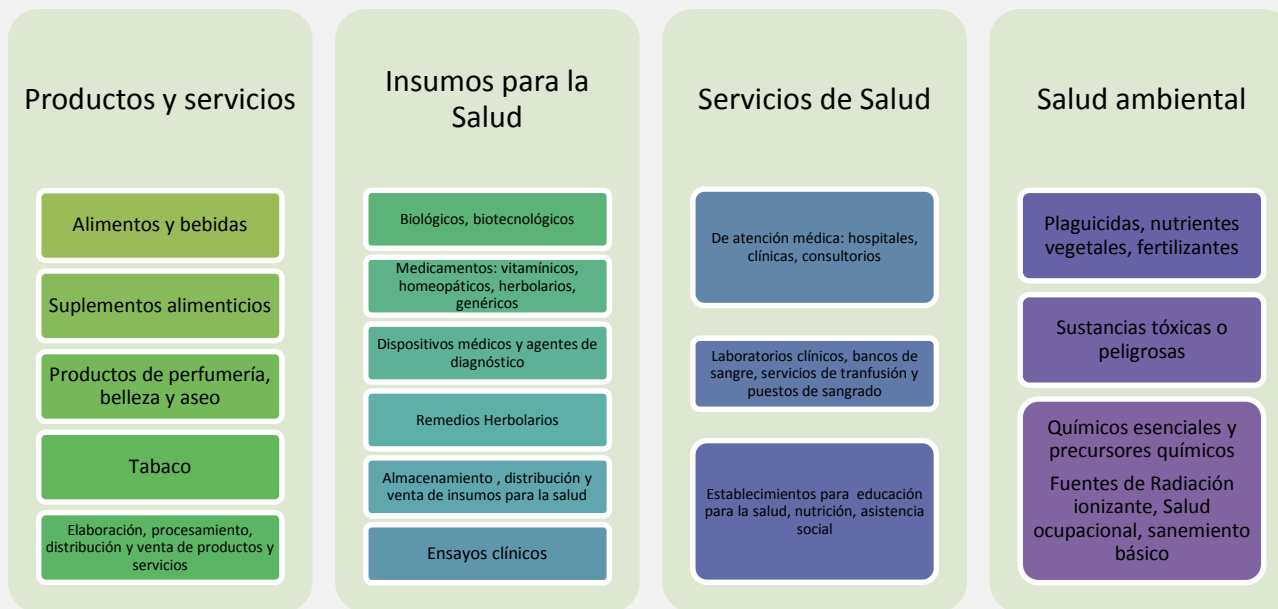 Productos y servicios
Alimentos y bebidas
Suplementos alimenticios
Productos de perfumería,
belleza y aseo
Tabaco
Elaboración, procesamiento,
distribución y venta de productos y
servicios
Insumos para la
Salud
Biológicos, biotecnológicos
Medicamentos: vitamínicos,
homeopáticos, herbolarios,
genéricos
Dispositivos médicos y agentes de
diagnóstico
Remedios Herbolarios
Almacenamiento , distribución y
venta de insumos para la salud
Ensayos clínicos
Servicios de Salud
De atención médica: hospitales,
clínicas, consultorios
Laboratorios clínicos, bancos de
sangre, servicios de tranfusión y
puestos de sangrado
Establecimientos para educación
para la salud, nutrición, asistencia
social
Salud ambiental
Plaguicidas, nutrientes
vegetales, fertilizantes
Sustancias tóxicas o
peligrosas
Químicos esenciales y
precursores químicos
Fuentes de Radiación
ionizante, Salud
ocupacional, sanemiento
básico